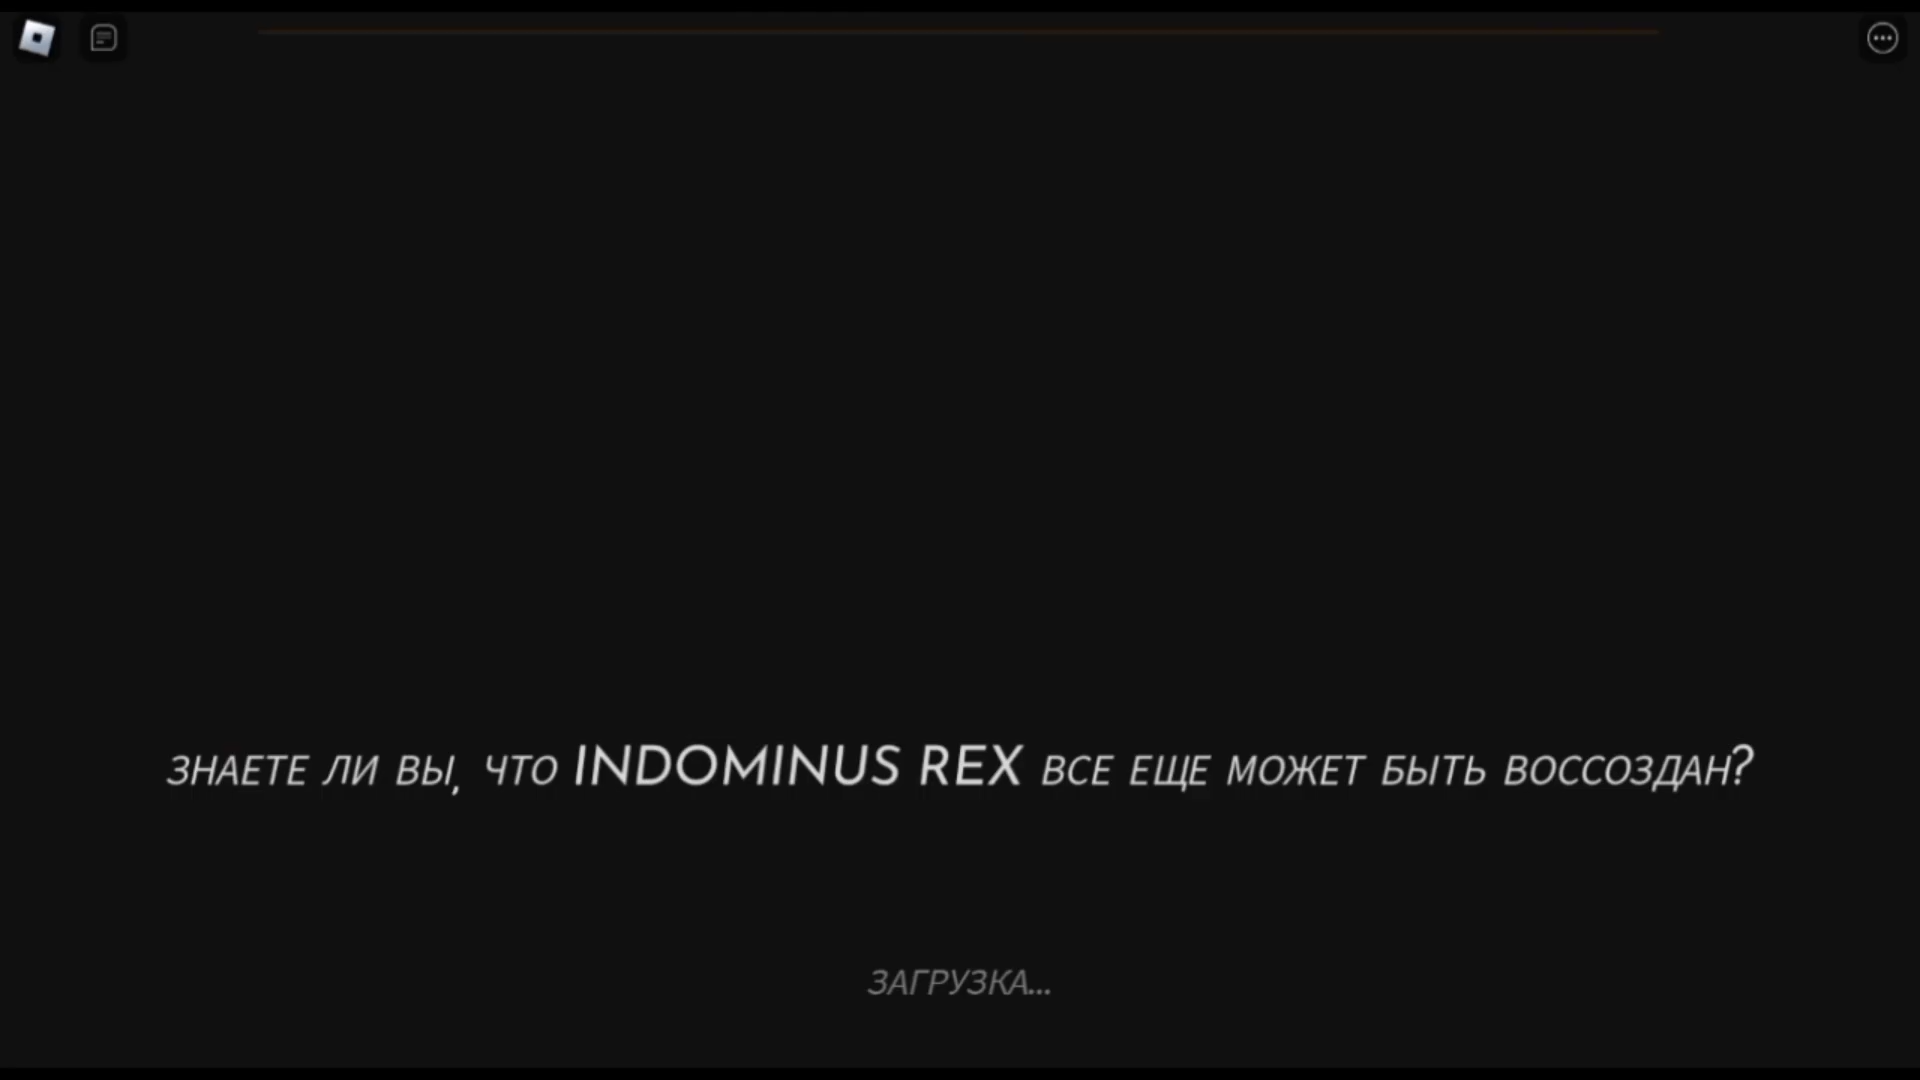 ЗНАЕТЕ ЛИ ВЫ, ЧТО INDOMINUS REX ВСЕ ЕЩЕ МОЖЕТ БЫТЬ ВОССОЗДАН?
ЗАГРУЗКА...